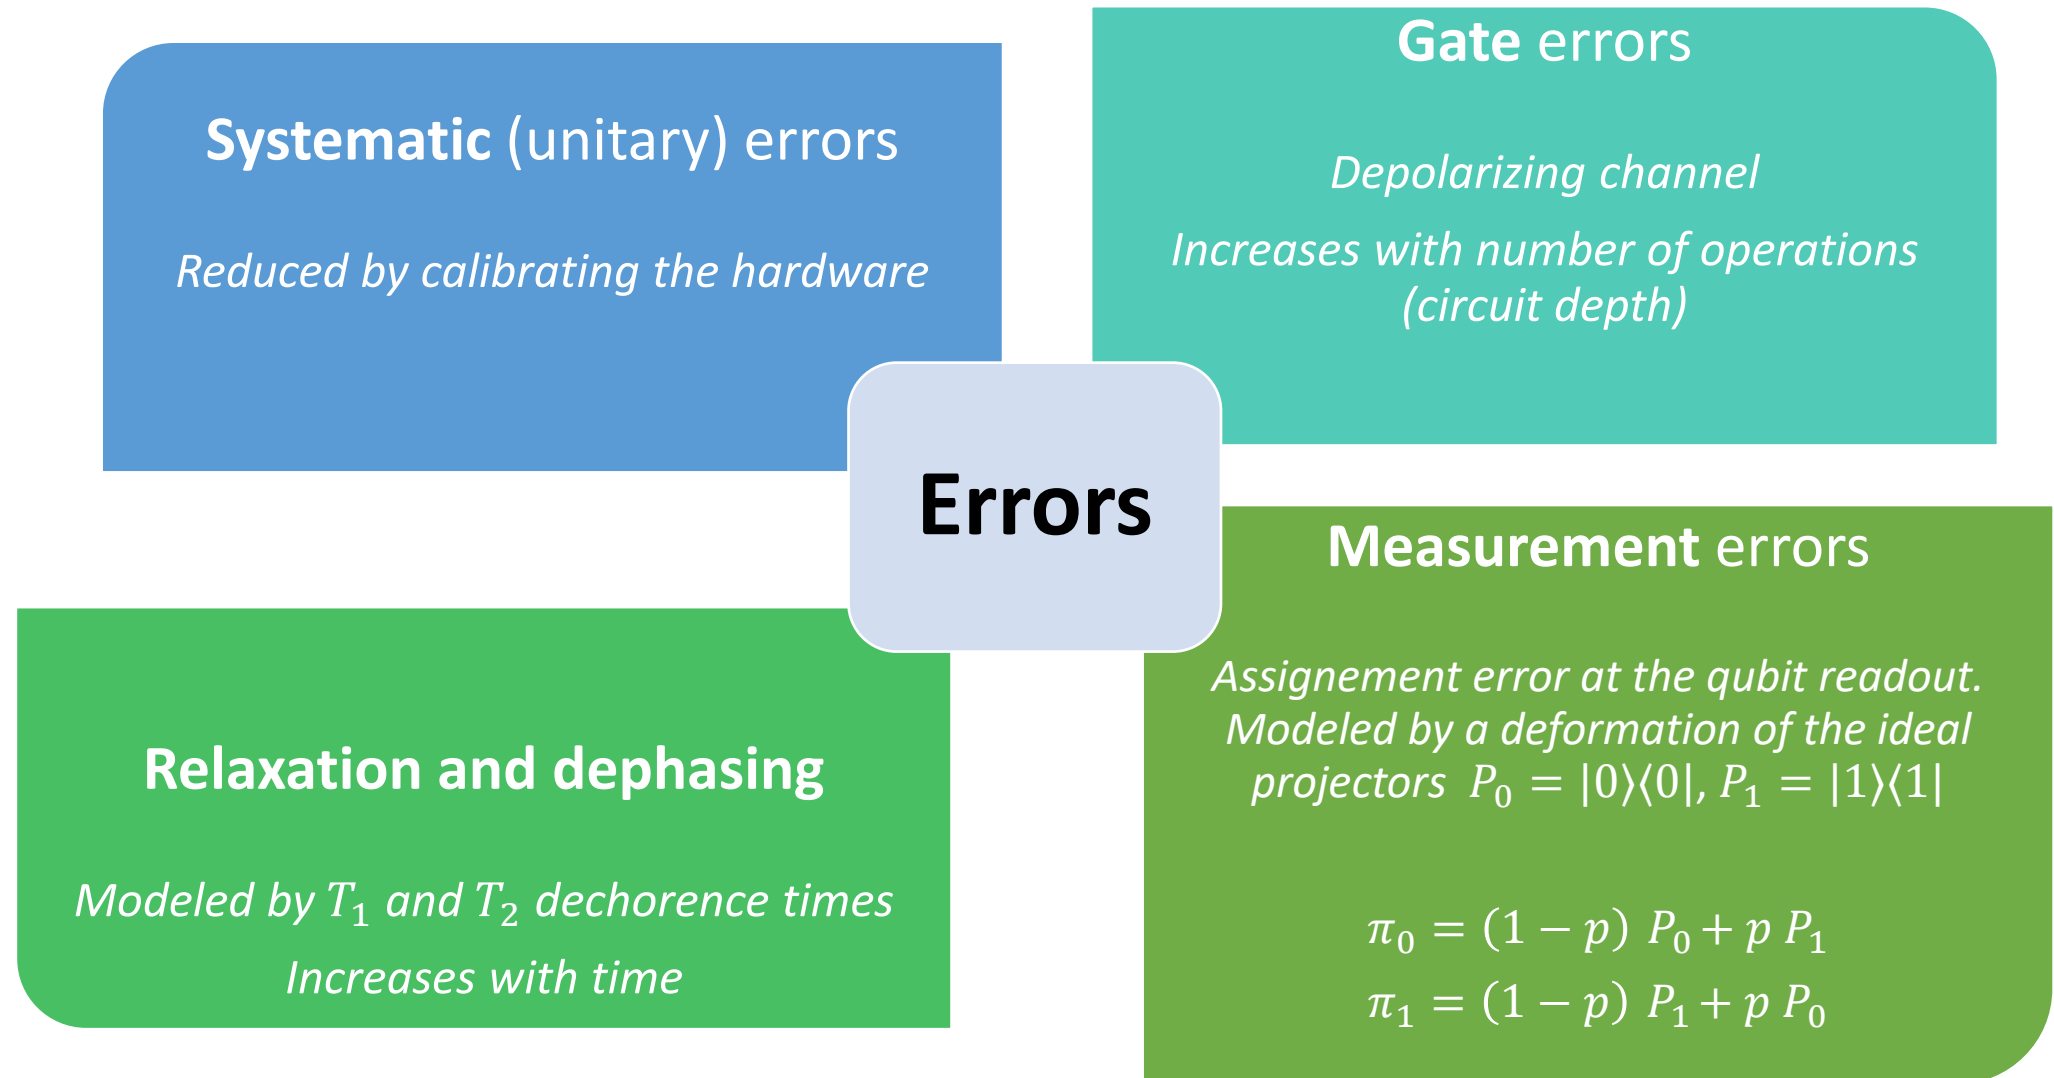 Systematic (unitary) errors
Reduced by calibrating the hardware
Gate errors
Depolarizing channel
Increases with number of operations
(circuit depth)
Errors
Relaxation and dephasing
Modeled by T₁ and T₂ dechorence times
Increases with time
Measurement errors
Assignement error at the qubit readout.
Modeled by a deformation of the ideal
projectors P₀ = |0⟩⟨0|, P₁ = |1⟩⟨1|
π₀ = (1 − p) P₀ + p P₁
π₁ = (1 − p) P₁ + p P₀